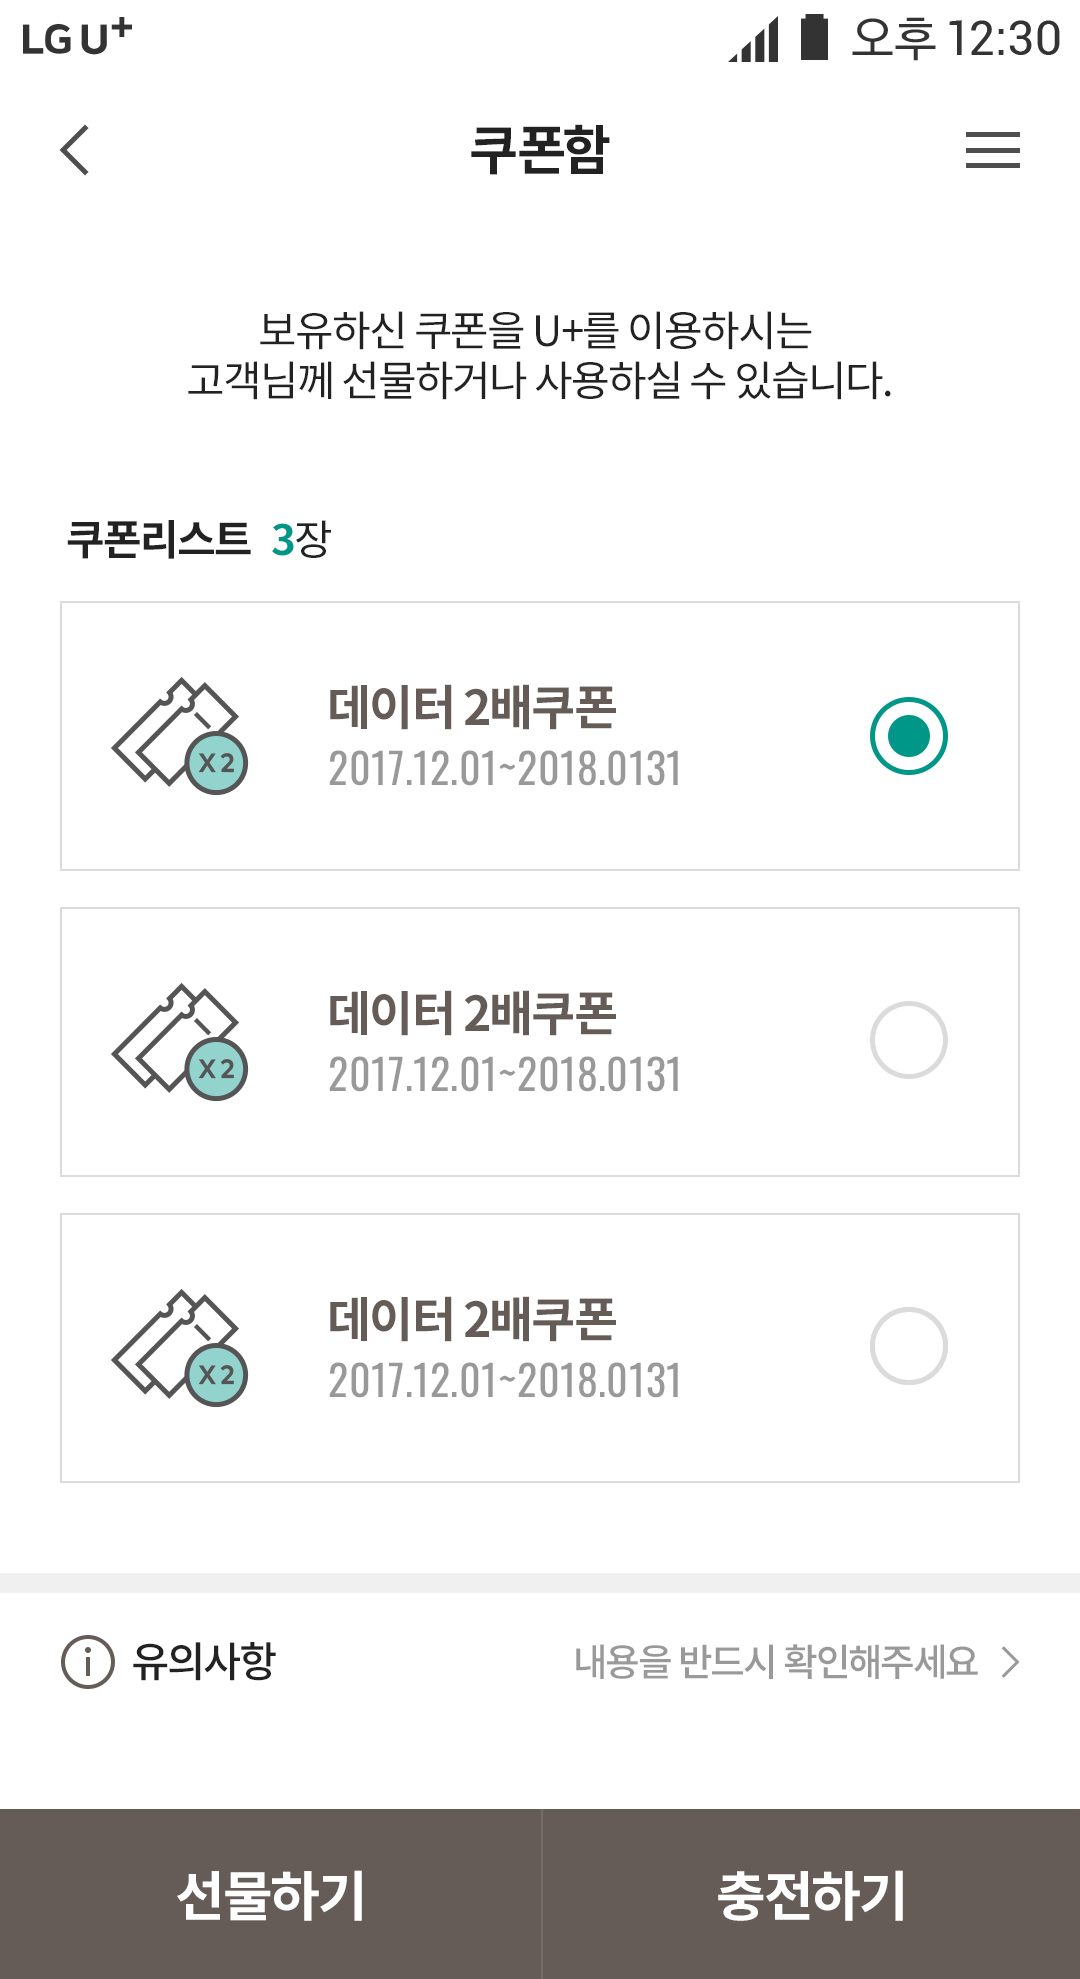 LG U+ 오후 12:30
쿠폰함
보유하신 쿠폰을 U+를 이용하시는
고객님께 선물하거나 사용하실 수 있습니다.
쿠폰리스트 3장
데이터 2배쿠폰
X2
2017.12.01~2018.0131
데이터 2배쿠폰
X2
2017.12.01~2018.0131
데이터 2배쿠폰
X2
2017.12.01~2018.0131
유의사항 내용을 반드시 확인해주세요
선물하기 충전하기